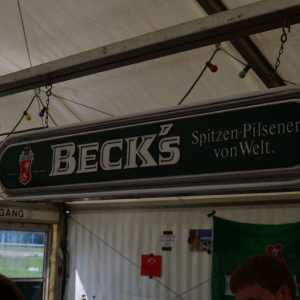 BECK'S
Spitzen-Pilsener
von Welt.
GANG